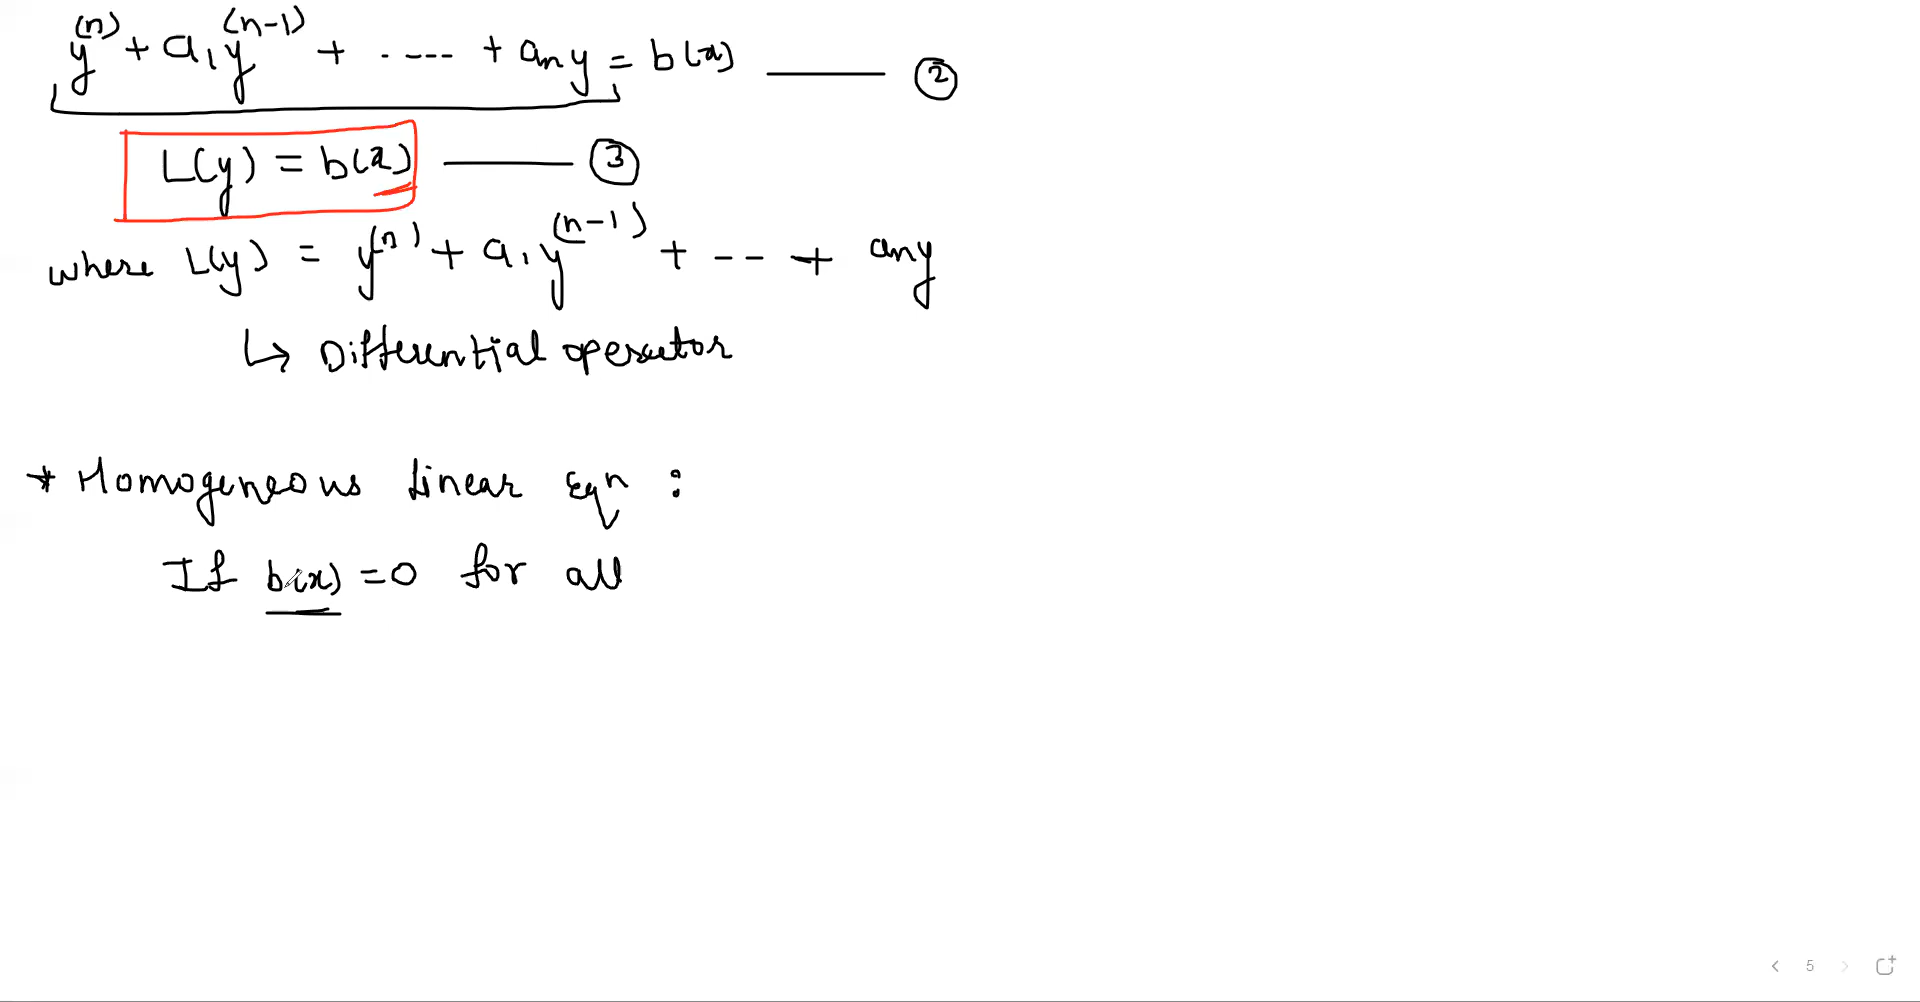 y^(n) + a₁y^(n-1) + ..---- + aₙy = b(x) —— ②
L(y) = b(x) —— ③
where L(y) = y^(n) + a₁y^(n-1) + -- + aₙy
↳ Differential operator
* Homogeneous linear Eqn :
If b(x) = 0 for all
5